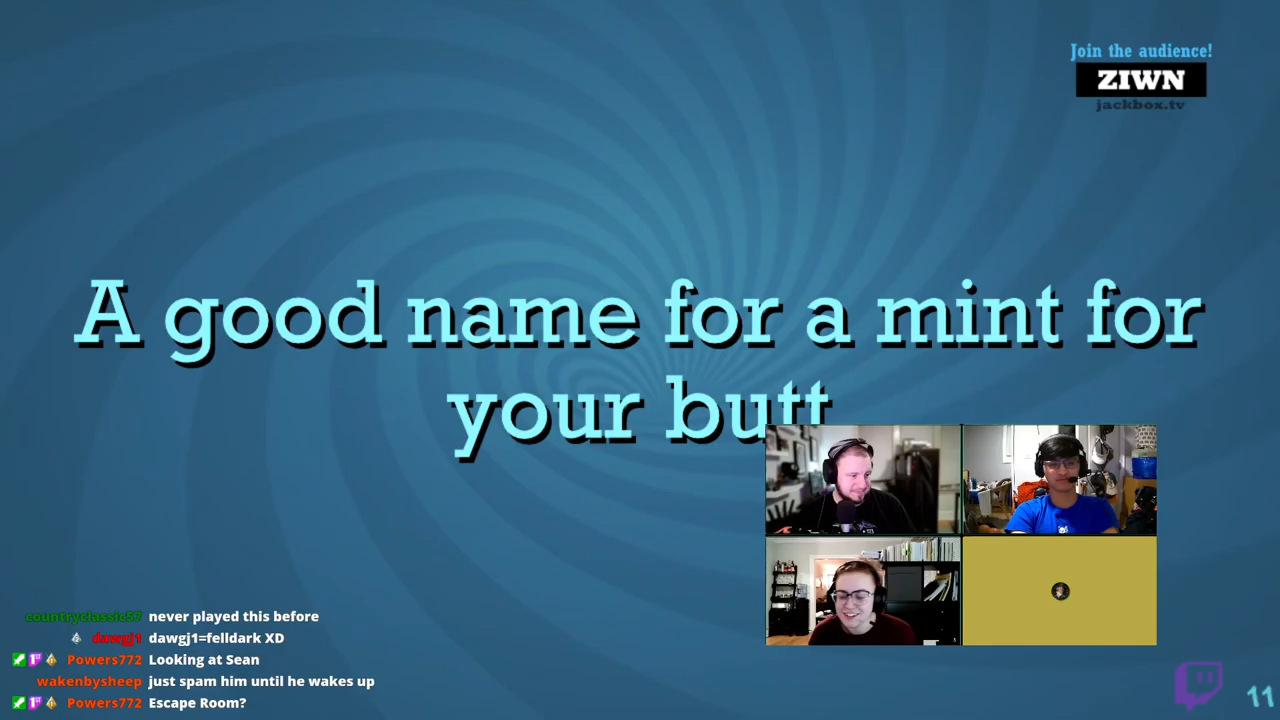 Join the audience!
ZIWN
jackbox.tv
A good name for a mint for
your butt
countryclassic57 never played this before
dawgj1 dawgj1=felldark XD
Powers772 Looking at Sean
wakenbysheep just spam him until he wakes up
Powers772 Escape Room?
11